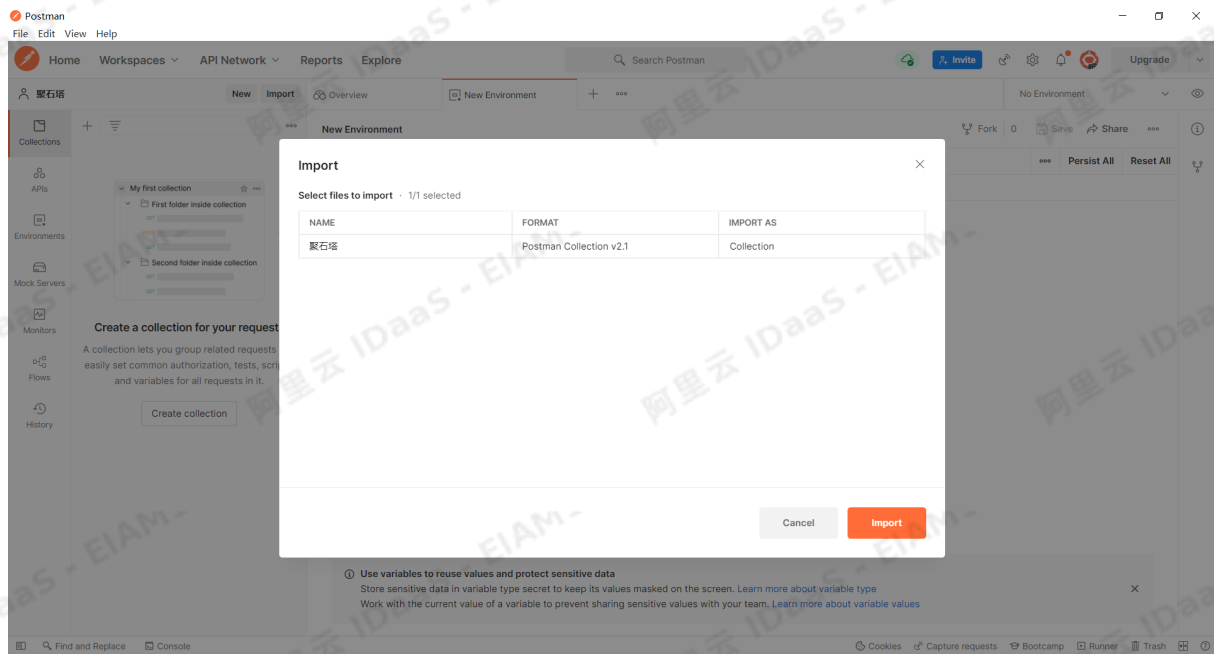 Postman
File Edit View Help
Home Workspaces API Network Reports Explore Search Postman Invite Upgrade
聚石塔 New Import Overview New Environment No Environment
Collections
New Environment Fork 0 Save Share
Persist All Reset All
APIs
My first collection
First folder inside collection
Environments
Second folder inside collection
Mock Servers
Monitors
Create a collection for your request
A collection lets you group related requests
easily set common authorization, tests, scri
and variables for all requests in it.
Flows
Create collection
History
Import
Select files to import · 1/1 selected
NAME FORMAT IMPORT AS
聚石塔 Postman Collection v2.1 Collection
Cancel Import
Use variables to reuse values and protect sensitive data
Store sensitive data in variable type secret to keep its values masked on the screen. Learn more about variable type
Work with the current value of a variable to prevent sharing sensitive values with your team. Learn more about variable values
Find and Replace Console Cookies Capture requests Bootcamp Runner Trash
阿里云 IDaaS - EIAM